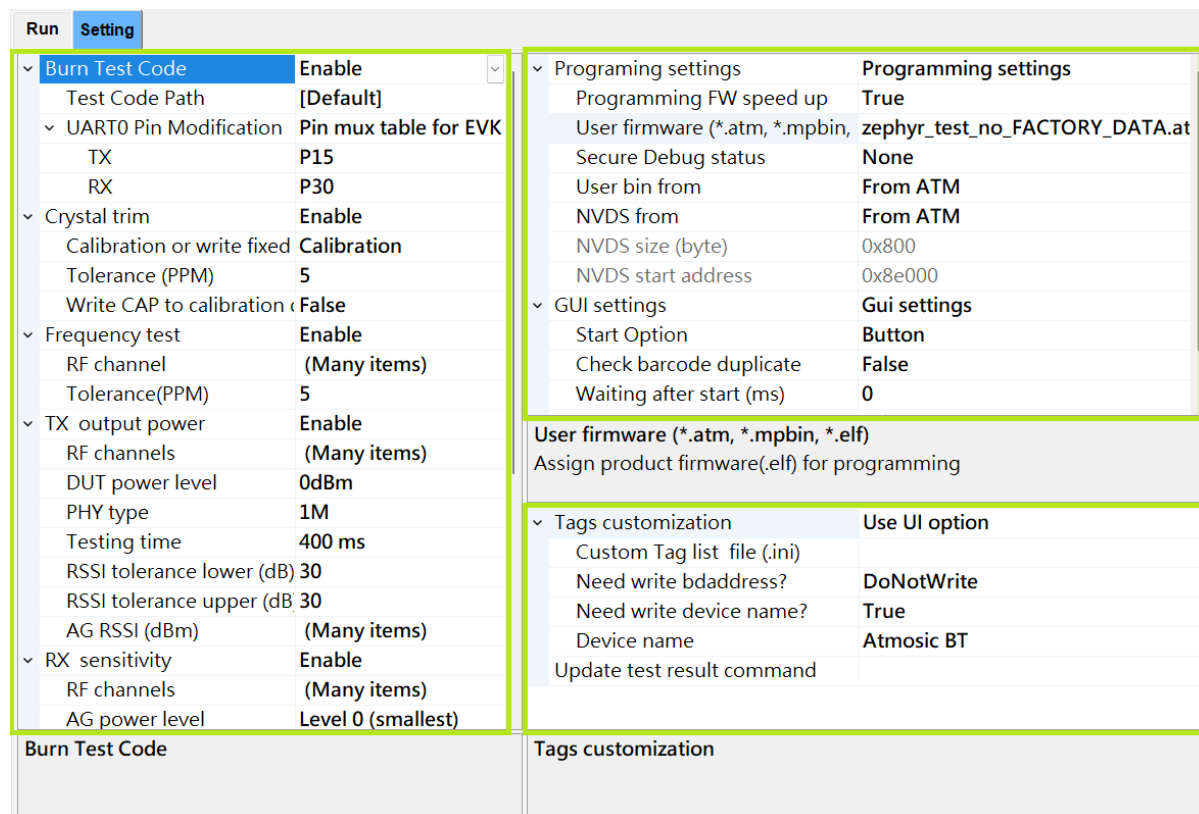 Run Setting
Burn Test Code Enable
Test Code Path [Default]
UART0 Pin Modification Pin mux table for EVK
TX P15
RX P30
Crystal trim Enable
Calibration or write fixed Calibration
Tolerance (PPM) 5
Write CAP to calibration False
Frequency test Enable
RF channel (Many items)
Tolerance(PPM) 5
TX output power Enable
RF channels (Many items)
DUT power level 0dBm
PHY type 1M
Testing time 400 ms
RSSI tolerance lower (dB) 30
RSSI tolerance upper (dB 30
AG RSSI (dBm) (Many items)
RX sensitivity Enable
RF channels (Many items)
AG power level Level 0 (smallest)
Burn Test Code
Programing settings Programming settings
Programming FW speed up True
User firmware (*.atm, *.mpbin, zephyr_test_no_FACTORY_DATA.at
Secure Debug status None
User bin from From ATM
NVDS from From ATM
NVDS size (byte) 0x800
NVDS start address 0x8e000
GUI settings Gui settings
Start Option Button
Check barcode duplicate False
Waiting after start (ms) 0
User firmware (*.atm, *.mpbin, *.elf)
Assign product firmware(.elf) for programming
Tags customization Use UI option
Custom Tag list file (.ini)
Need write bdaddress? DoNotWrite
Need write device name? True
Device name Atmosic BT
Update test result command
Tags customization